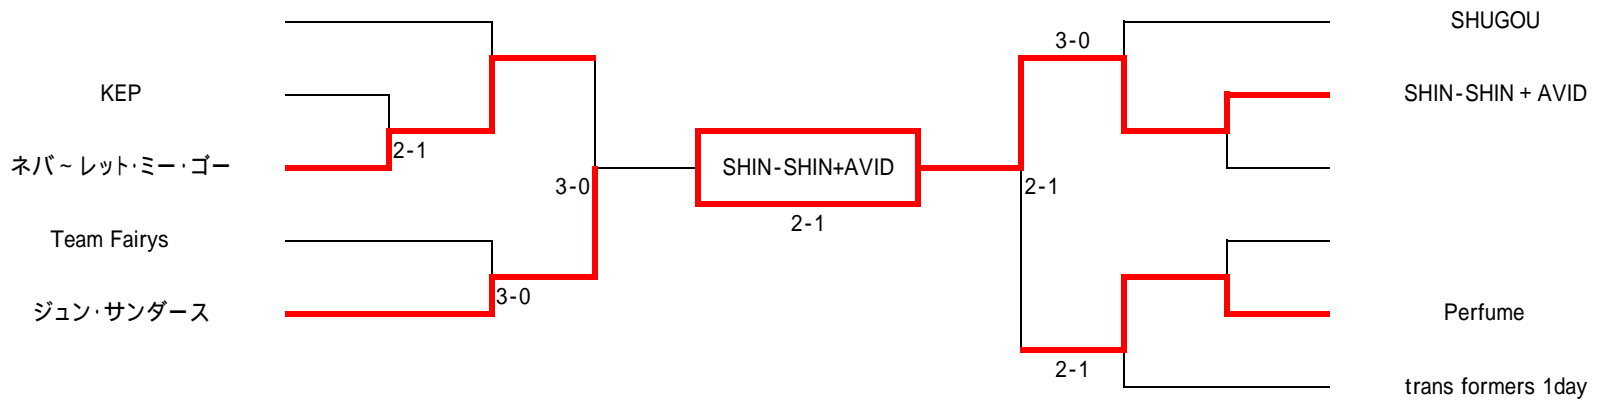 SHUGOU
3-0
KEP
SHIN-SHIN + AVID
2-1
ネバ~レット・ミー・ゴー
SHIN-SHIN+AVID
3-0
2-1
2-1
Team Fairys
3-0
ジュン・サンダース
Perfume
2-1
trans formers 1day